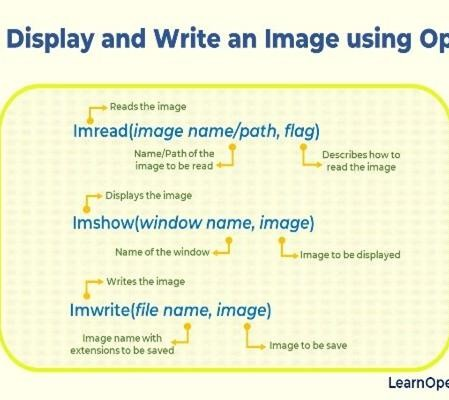 Display and Write an Image using Op
Reads the image
Imread(image name/path, flag)
Name/Path of the
image to be read
Describes how to
read the image
Displays the image
Imshow(window name, image)
Name of the window
Image to be displayed
Writes the image
Imwrite(file name, image)
Image name with
extensions to be saved
Image to be save
LearnOpe